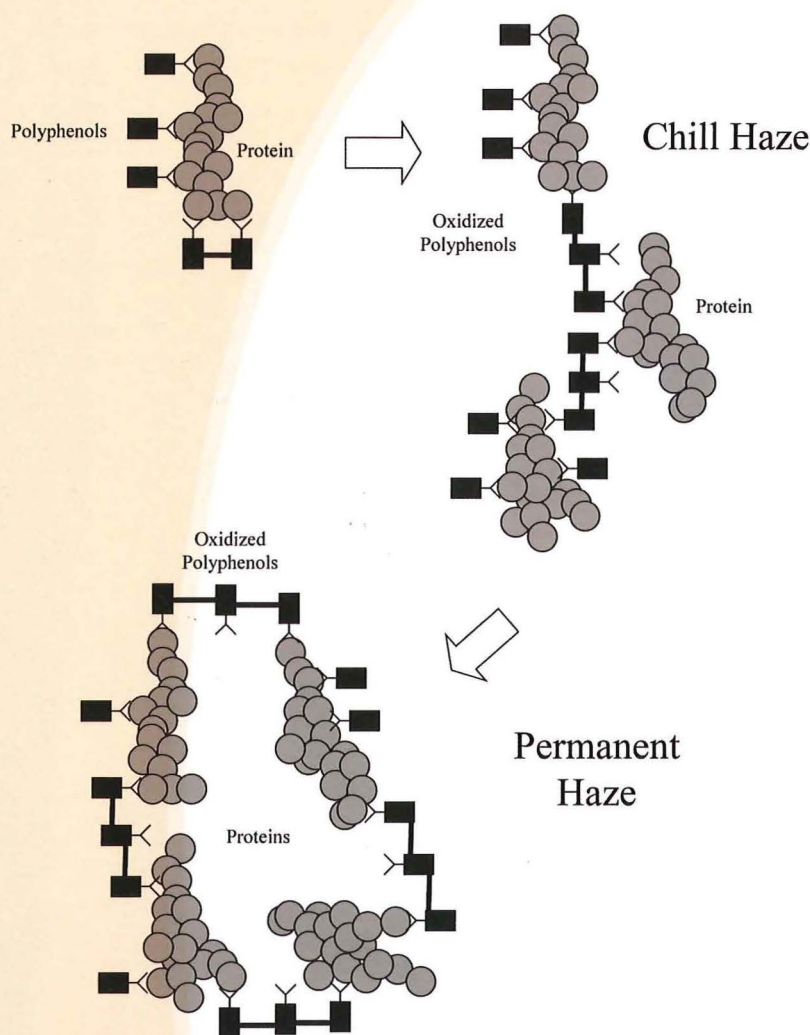 Polyphenols
Protein
Chill Haze
Oxidized
Polyphenols
Protein
Oxidized
Polyphenols
Permanent
Haze
Proteins